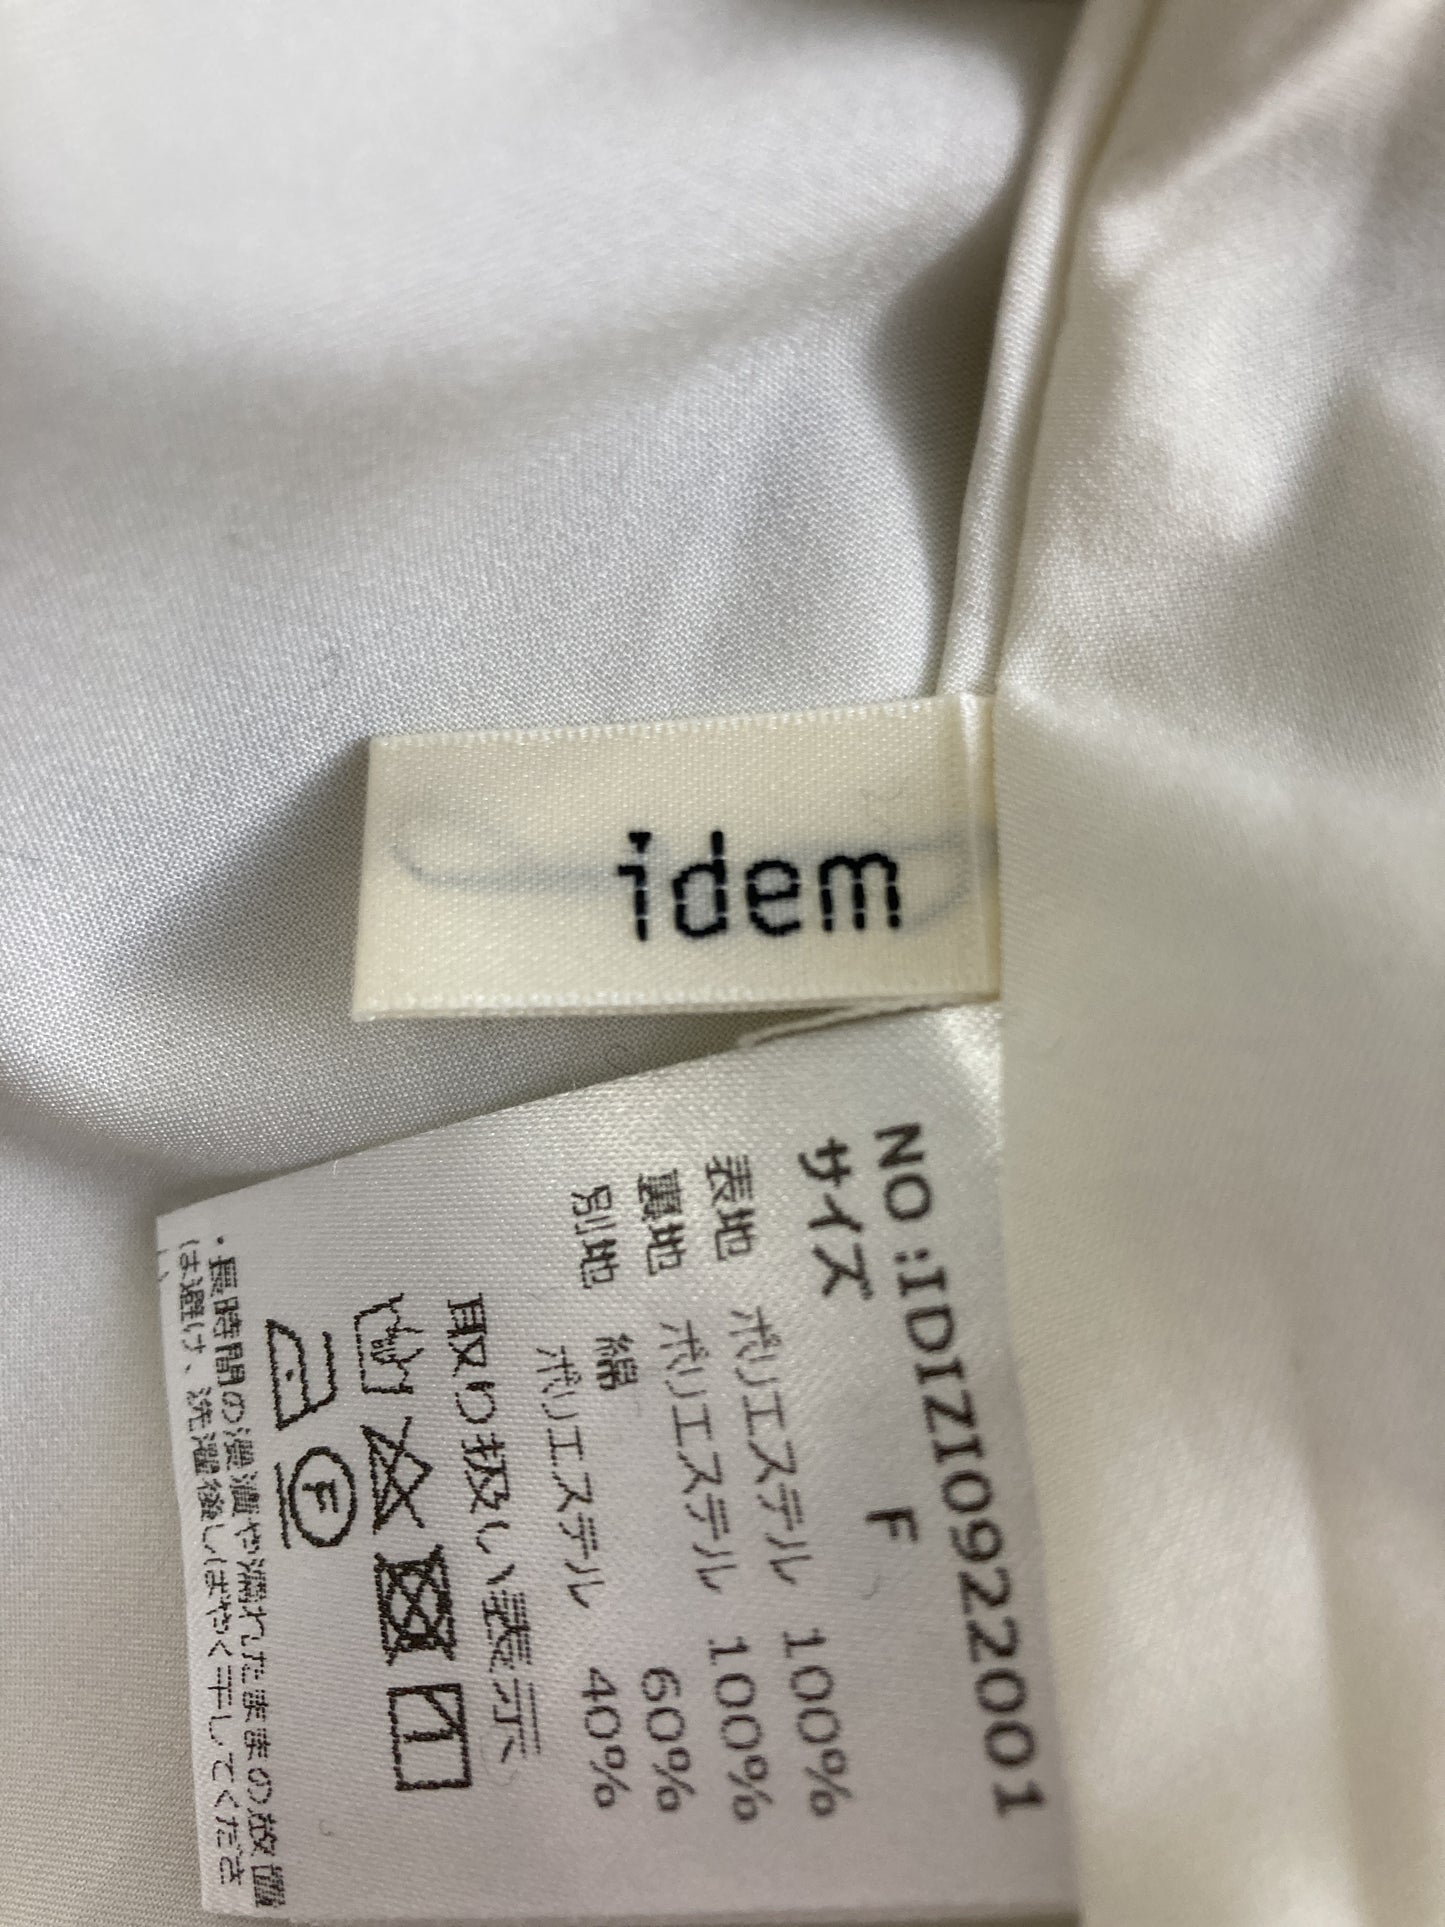 idem
NO:IDIZI0922001
サイズ F
表地 ポリエステル 100%
裏地 ポリエステル 100%
別地 綿 60%
ポリエステル 40%
取り扱い表示
1
F
・長時間の浸漬や濡れたままの放置
は避け、洗濯後しはやく干してくださ
い